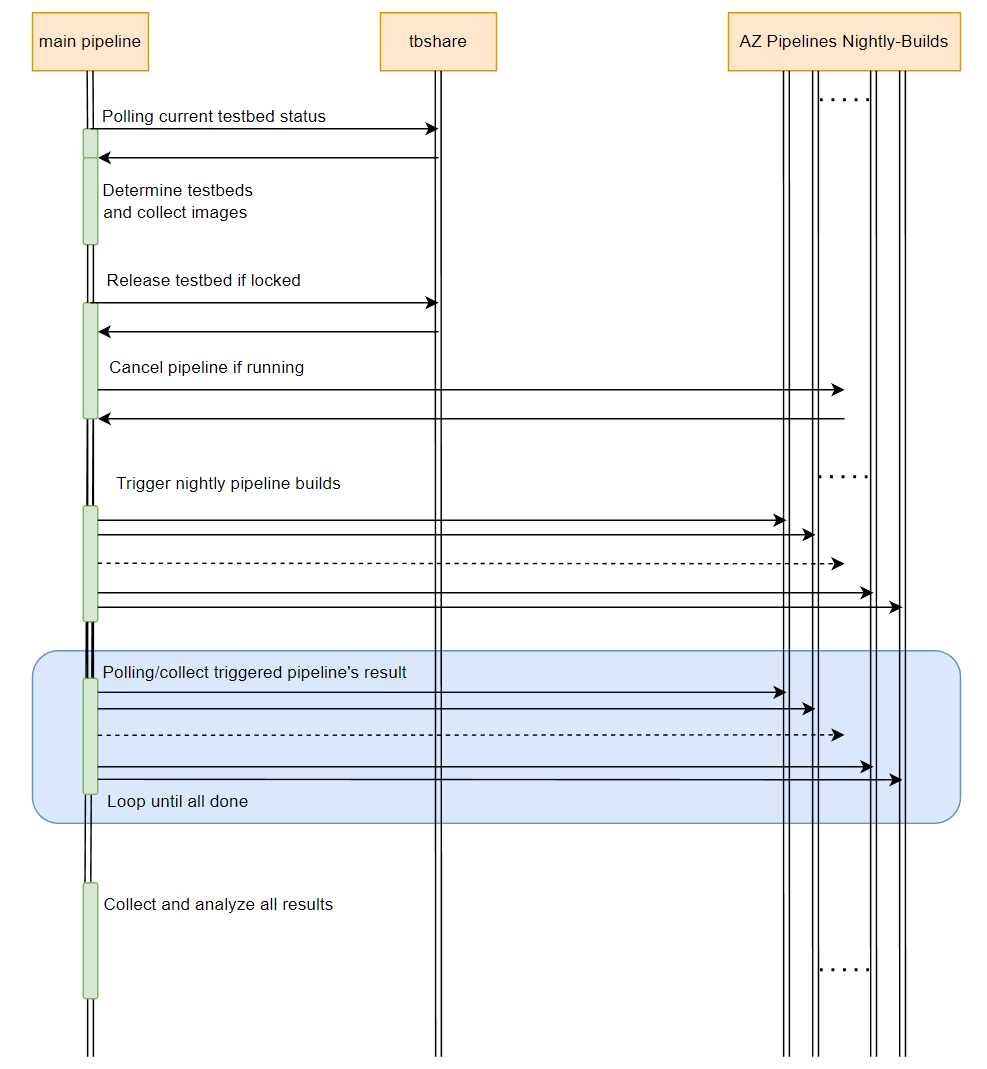 main pipeline
tbshare
AZ Pipelines Nightly-Builds
Polling current testbed status
Determine testbeds
and collect images
Release testbed if locked
Cancel pipeline if running
Trigger nightly pipeline builds
Polling/collect triggered pipeline's result
Loop until all done
Collect and analyze all results